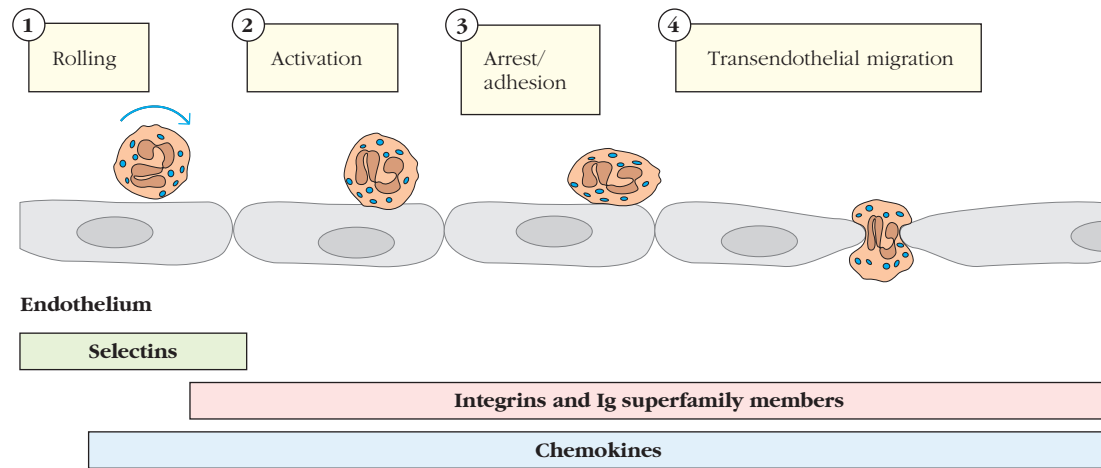 1
Rolling
2
Activation
3
Arrest/
adhesion
4
Transendothelial migration
Endothelium
Selectins
Integrins and Ig superfamily members
Chemokines